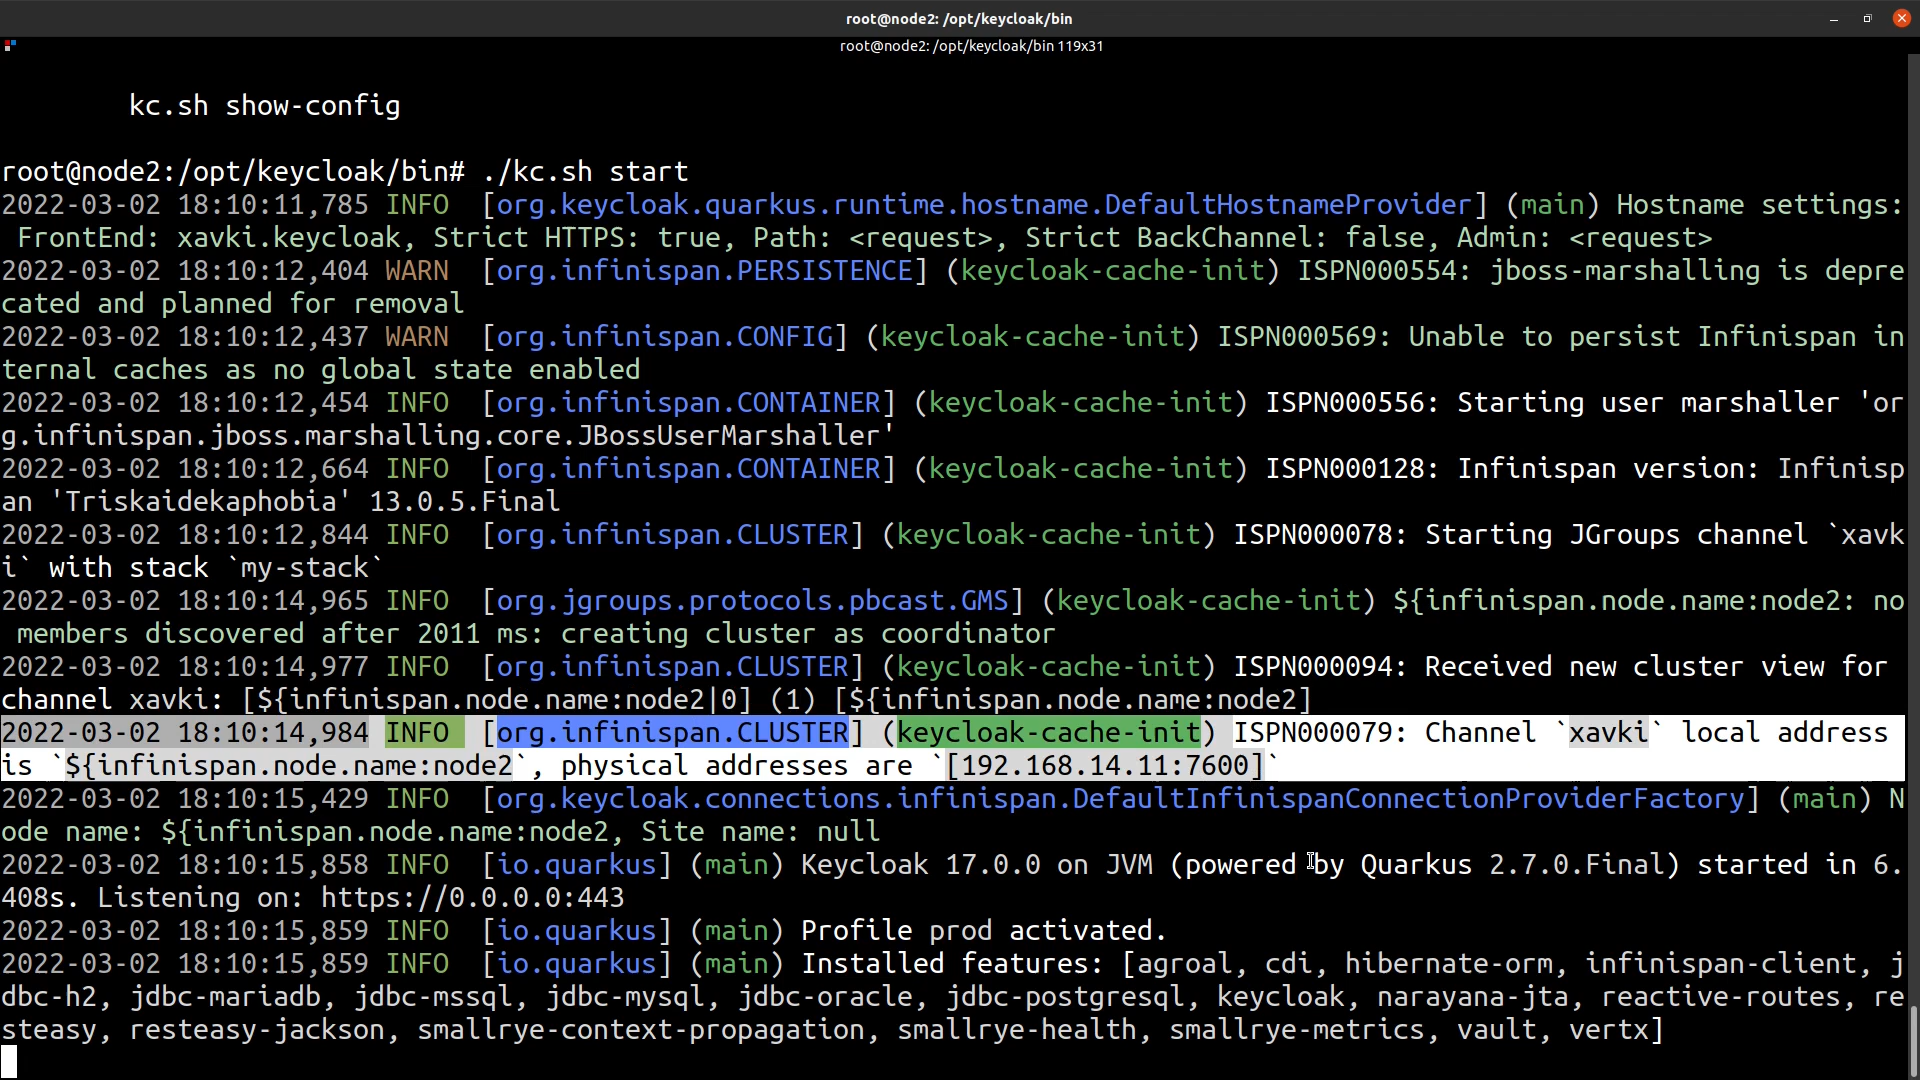 root@node2: /opt/keycloak/bin
root@node2: /opt/keycloak/bin 119x31
kc.sh show-config
root@node2:/opt/keycloak/bin# ./kc.sh start
2022-03-02 18:10:11,785 INFO  [org.keycloak.quarkus.runtime.hostname.DefaultHostnameProvider] (main) Hostname settings:
 FrontEnd: xavki.keycloak, Strict HTTPS: true, Path: <request>, Strict BackChannel: false, Admin: <request>
2022-03-02 18:10:12,404 WARN  [org.infinispan.PERSISTENCE] (keycloak-cache-init) ISPN000554: jboss-marshalling is depre
cated and planned for removal
2022-03-02 18:10:12,437 WARN  [org.infinispan.CONFIG] (keycloak-cache-init) ISPN000569: Unable to persist Infinispan in
ternal caches as no global state enabled
2022-03-02 18:10:12,454 INFO  [org.infinispan.CONTAINER] (keycloak-cache-init) ISPN000556: Starting user marshaller 'or
g.infinispan.jboss.marshalling.core.JBossUserMarshaller'
2022-03-02 18:10:12,664 INFO  [org.infinispan.CONTAINER] (keycloak-cache-init) ISPN000128: Infinispan version: Infinisp
an 'Triskaidekaphobia' 13.0.5.Final
2022-03-02 18:10:12,844 INFO  [org.infinispan.CLUSTER] (keycloak-cache-init) ISPN000078: Starting JGroups channel `xavk
i` with stack `my-stack`
2022-03-02 18:10:14,965 INFO  [org.jgroups.protocols.pbcast.GMS] (keycloak-cache-init) ${infinispan.node.name:node2: no
 members discovered after 2011 ms: creating cluster as coordinator
2022-03-02 18:10:14,977 INFO  [org.infinispan.CLUSTER] (keycloak-cache-init) ISPN000094: Received new cluster view for
channel xavki: [${infinispan.node.name:node2|0] (1) [${infinispan.node.name:node2]
2022-03-02 18:10:14,984 INFO  [org.infinispan.CLUSTER] (keycloak-cache-init) ISPN000079: Channel `xavki` local address
is `${infinispan.node.name:node2`, physical addresses are `[192.168.14.11:7600]`
2022-03-02 18:10:15,429 INFO  [org.keycloak.connections.infinispan.DefaultInfinispanConnectionProviderFactory] (main) N
ode name: ${infinispan.node.name:node2, Site name: null
2022-03-02 18:10:15,858 INFO  [io.quarkus] (main) Keycloak 17.0.0 on JVM (powered by Quarkus 2.7.0.Final) started in 6.
408s. Listening on: https://0.0.0.0:443
2022-03-02 18:10:15,859 INFO  [io.quarkus] (main) Profile prod activated.
2022-03-02 18:10:15,859 INFO  [io.quarkus] (main) Installed features: [agroal, cdi, hibernate-orm, infinispan-client, j
dbc-h2, jdbc-mariadb, jdbc-mssql, jdbc-mysql, jdbc-oracle, jdbc-postgresql, keycloak, narayana-jta, reactive-routes, re
steasy, resteasy-jackson, smallrye-context-propagation, smallrye-health, smallrye-metrics, vault, vertx]